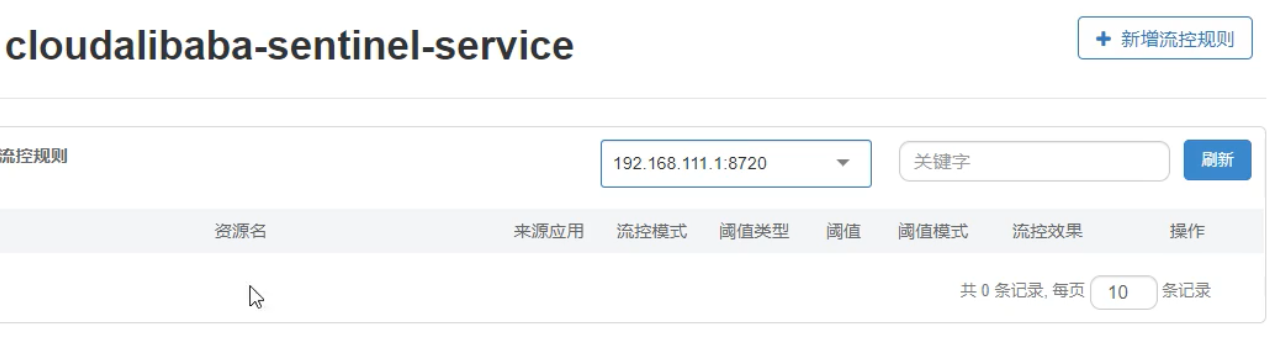 cloudalibaba-sentinel-service
+ 新增流控规则
流控规则
192.168.111.1:8720
关键字
刷新
资源名 来源应用 流控模式 阈值类型 阈值 阈值模式 流控效果 操作
共 0 条记录, 每页 10 条记录